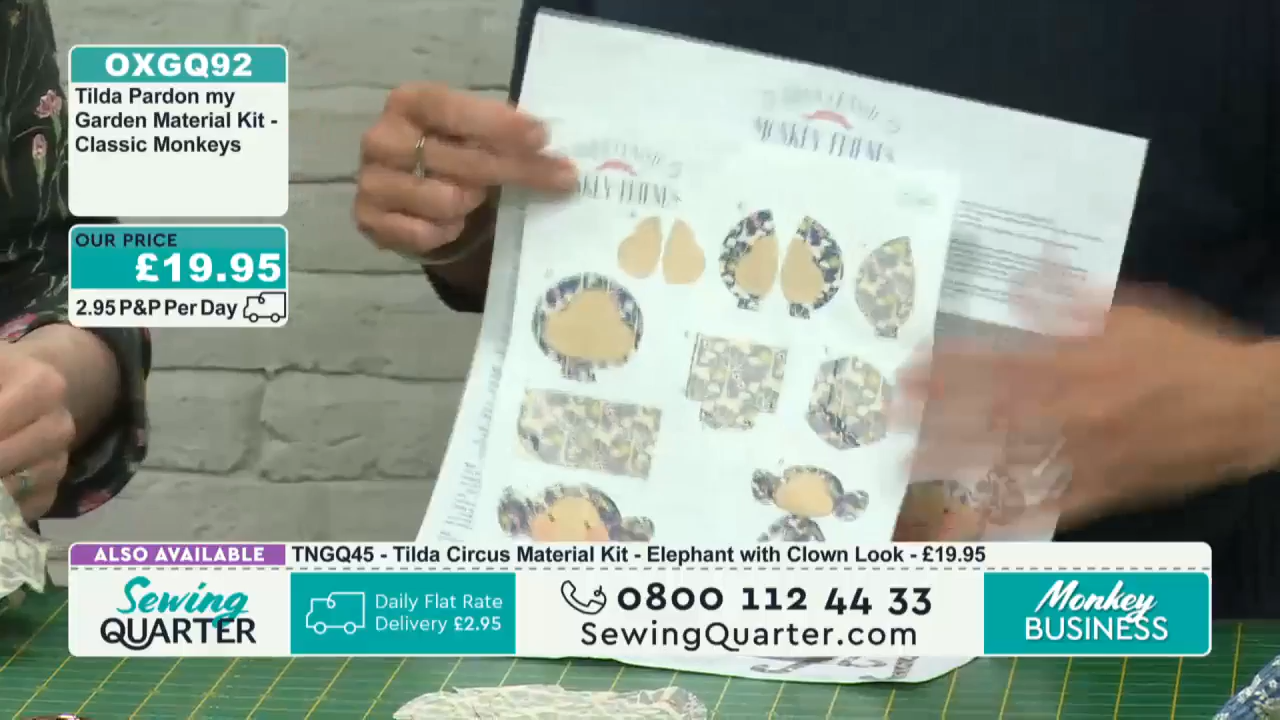 OXGQ92
Tilda Pardon my
Garden Material Kit -
Classic Monkeys
OUR PRICE
£19.95
2.95 P&P Per Day
MONKEY FRIENDS
ALSO AVAILABLE
TNGQ45 - Tilda Circus Material Kit - Elephant with Clown Look - £19.95
Sewing
QUARTER
Daily Flat Rate
Delivery £2.95
0800 112 44 33
SewingQuarter.com
Monkey
BUSINESS